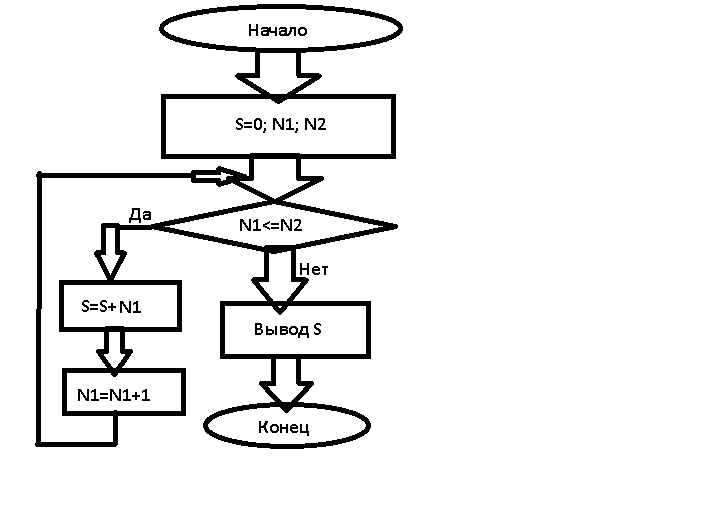 Начало
S=0; N1; N2
N1<=N2
Да
Нет
S=S+N1
Вывод S
N1=N1+1
Конец